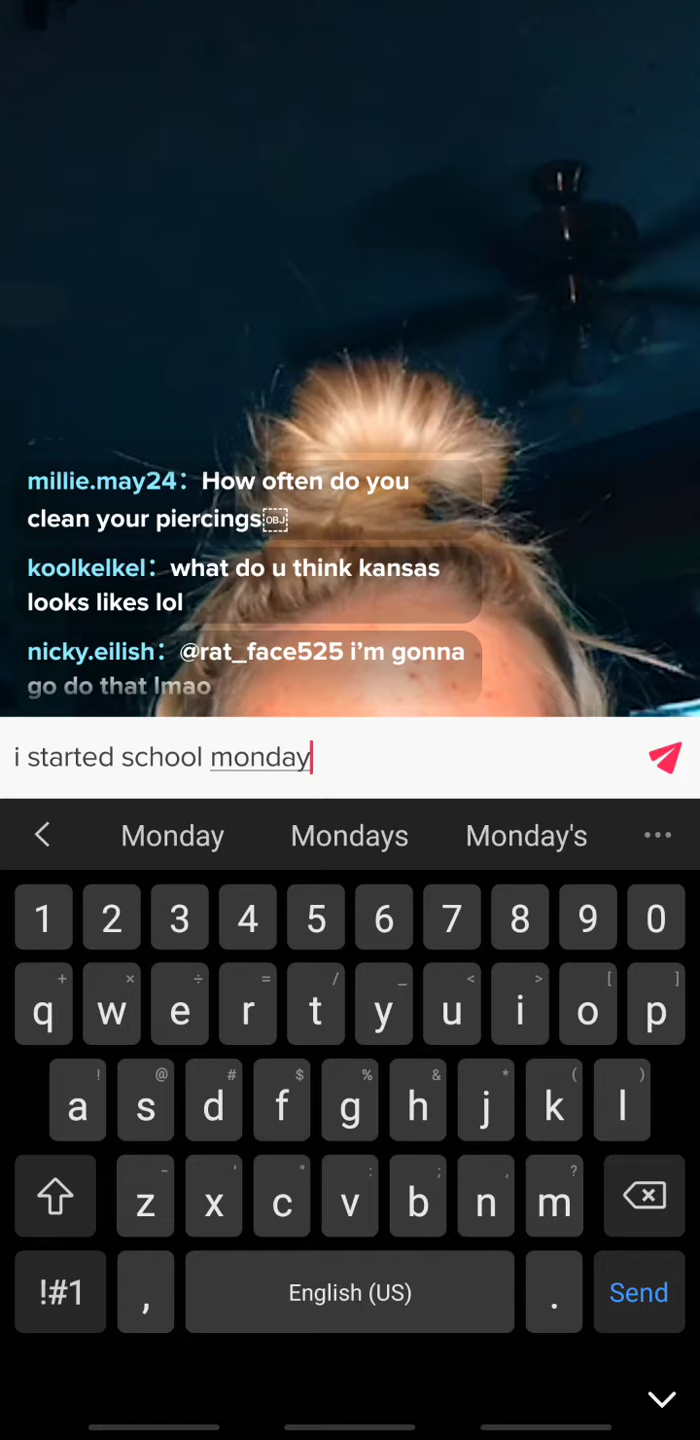 millie.may24: How often do you
clean your piercings￼
koolkelkel: what do u think kansas
looks likes lol
nicky.eilish: @rat_face525 i’m gonna
go do that lmao
i started school monday
Monday Mondays Monday's
1 2 3 4 5 6 7 8 9 0
+ × ÷ = / _ < > [ ]
q w e r t y u i o p
! @ # $ % & * ( )
a s d f g h j k l
- ' " : ; , ?
z x c v b n m
!#1 , English (US) . Send